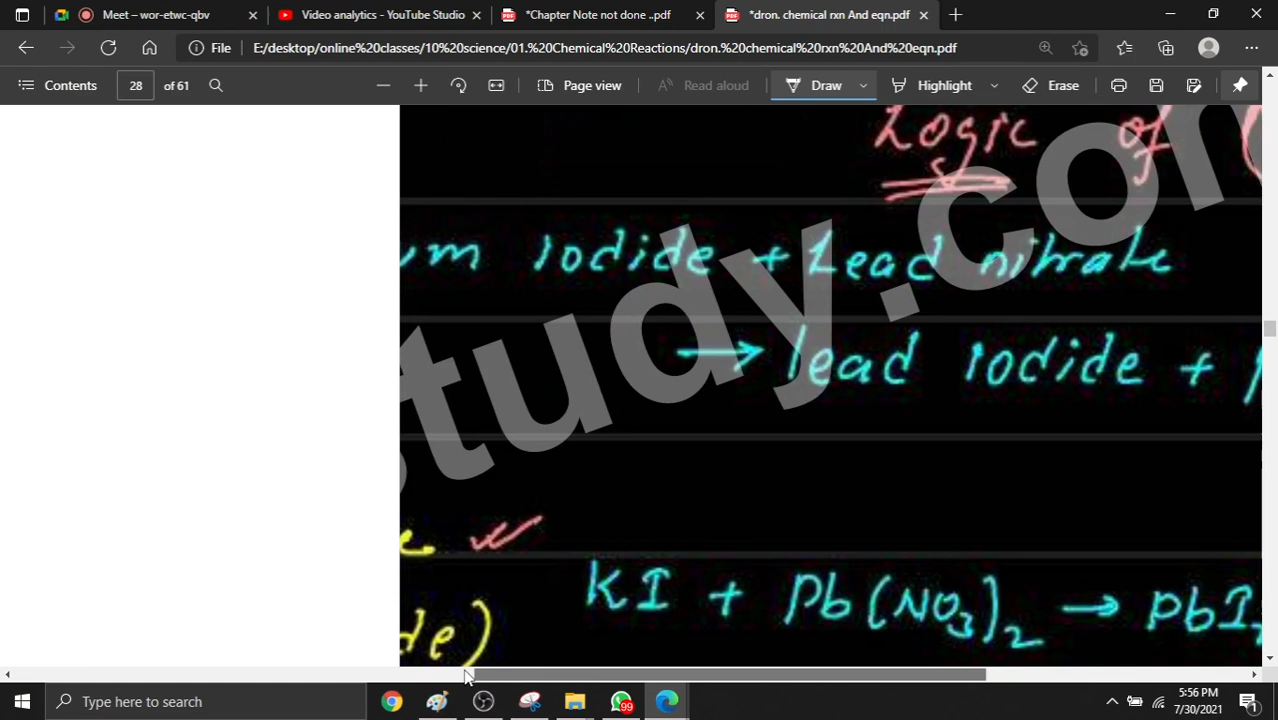 Meet – wor-etwc-qbv
Video analytics - YouTube Studio
*Chapter Note not done ..pdf
*dron. chemical rxn And eqn.pdf
File
E:/desktop/online%20classes/10%20science/01.%20Chemical%20Reactions/dron.%20chemical%20rxn%20And%20eqn.pdf
Contents
28
of 61
Page view
Read aloud
Draw
Highlight
Erase
Logic of (
um iodide + Lead nitrate
→ lead iodide + p
study.com
e
KI + Pb(NO3)2 → PbI2
de)
Type here to search
99
5:56 PM
7/30/2021
1